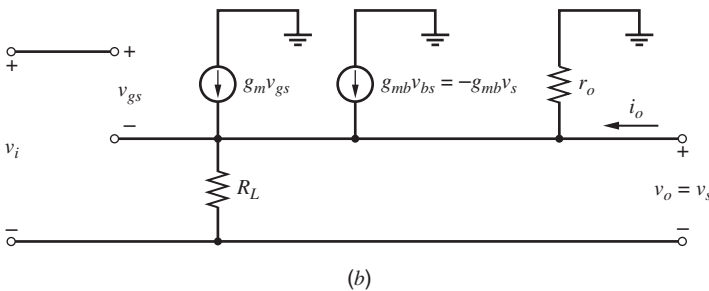 + +
g_m v_gs g_mb v_bs = −g_mb v_s r_o
v_gs
i_o
−
+
v_i
R_L
v_o = v_s
− −
(b)